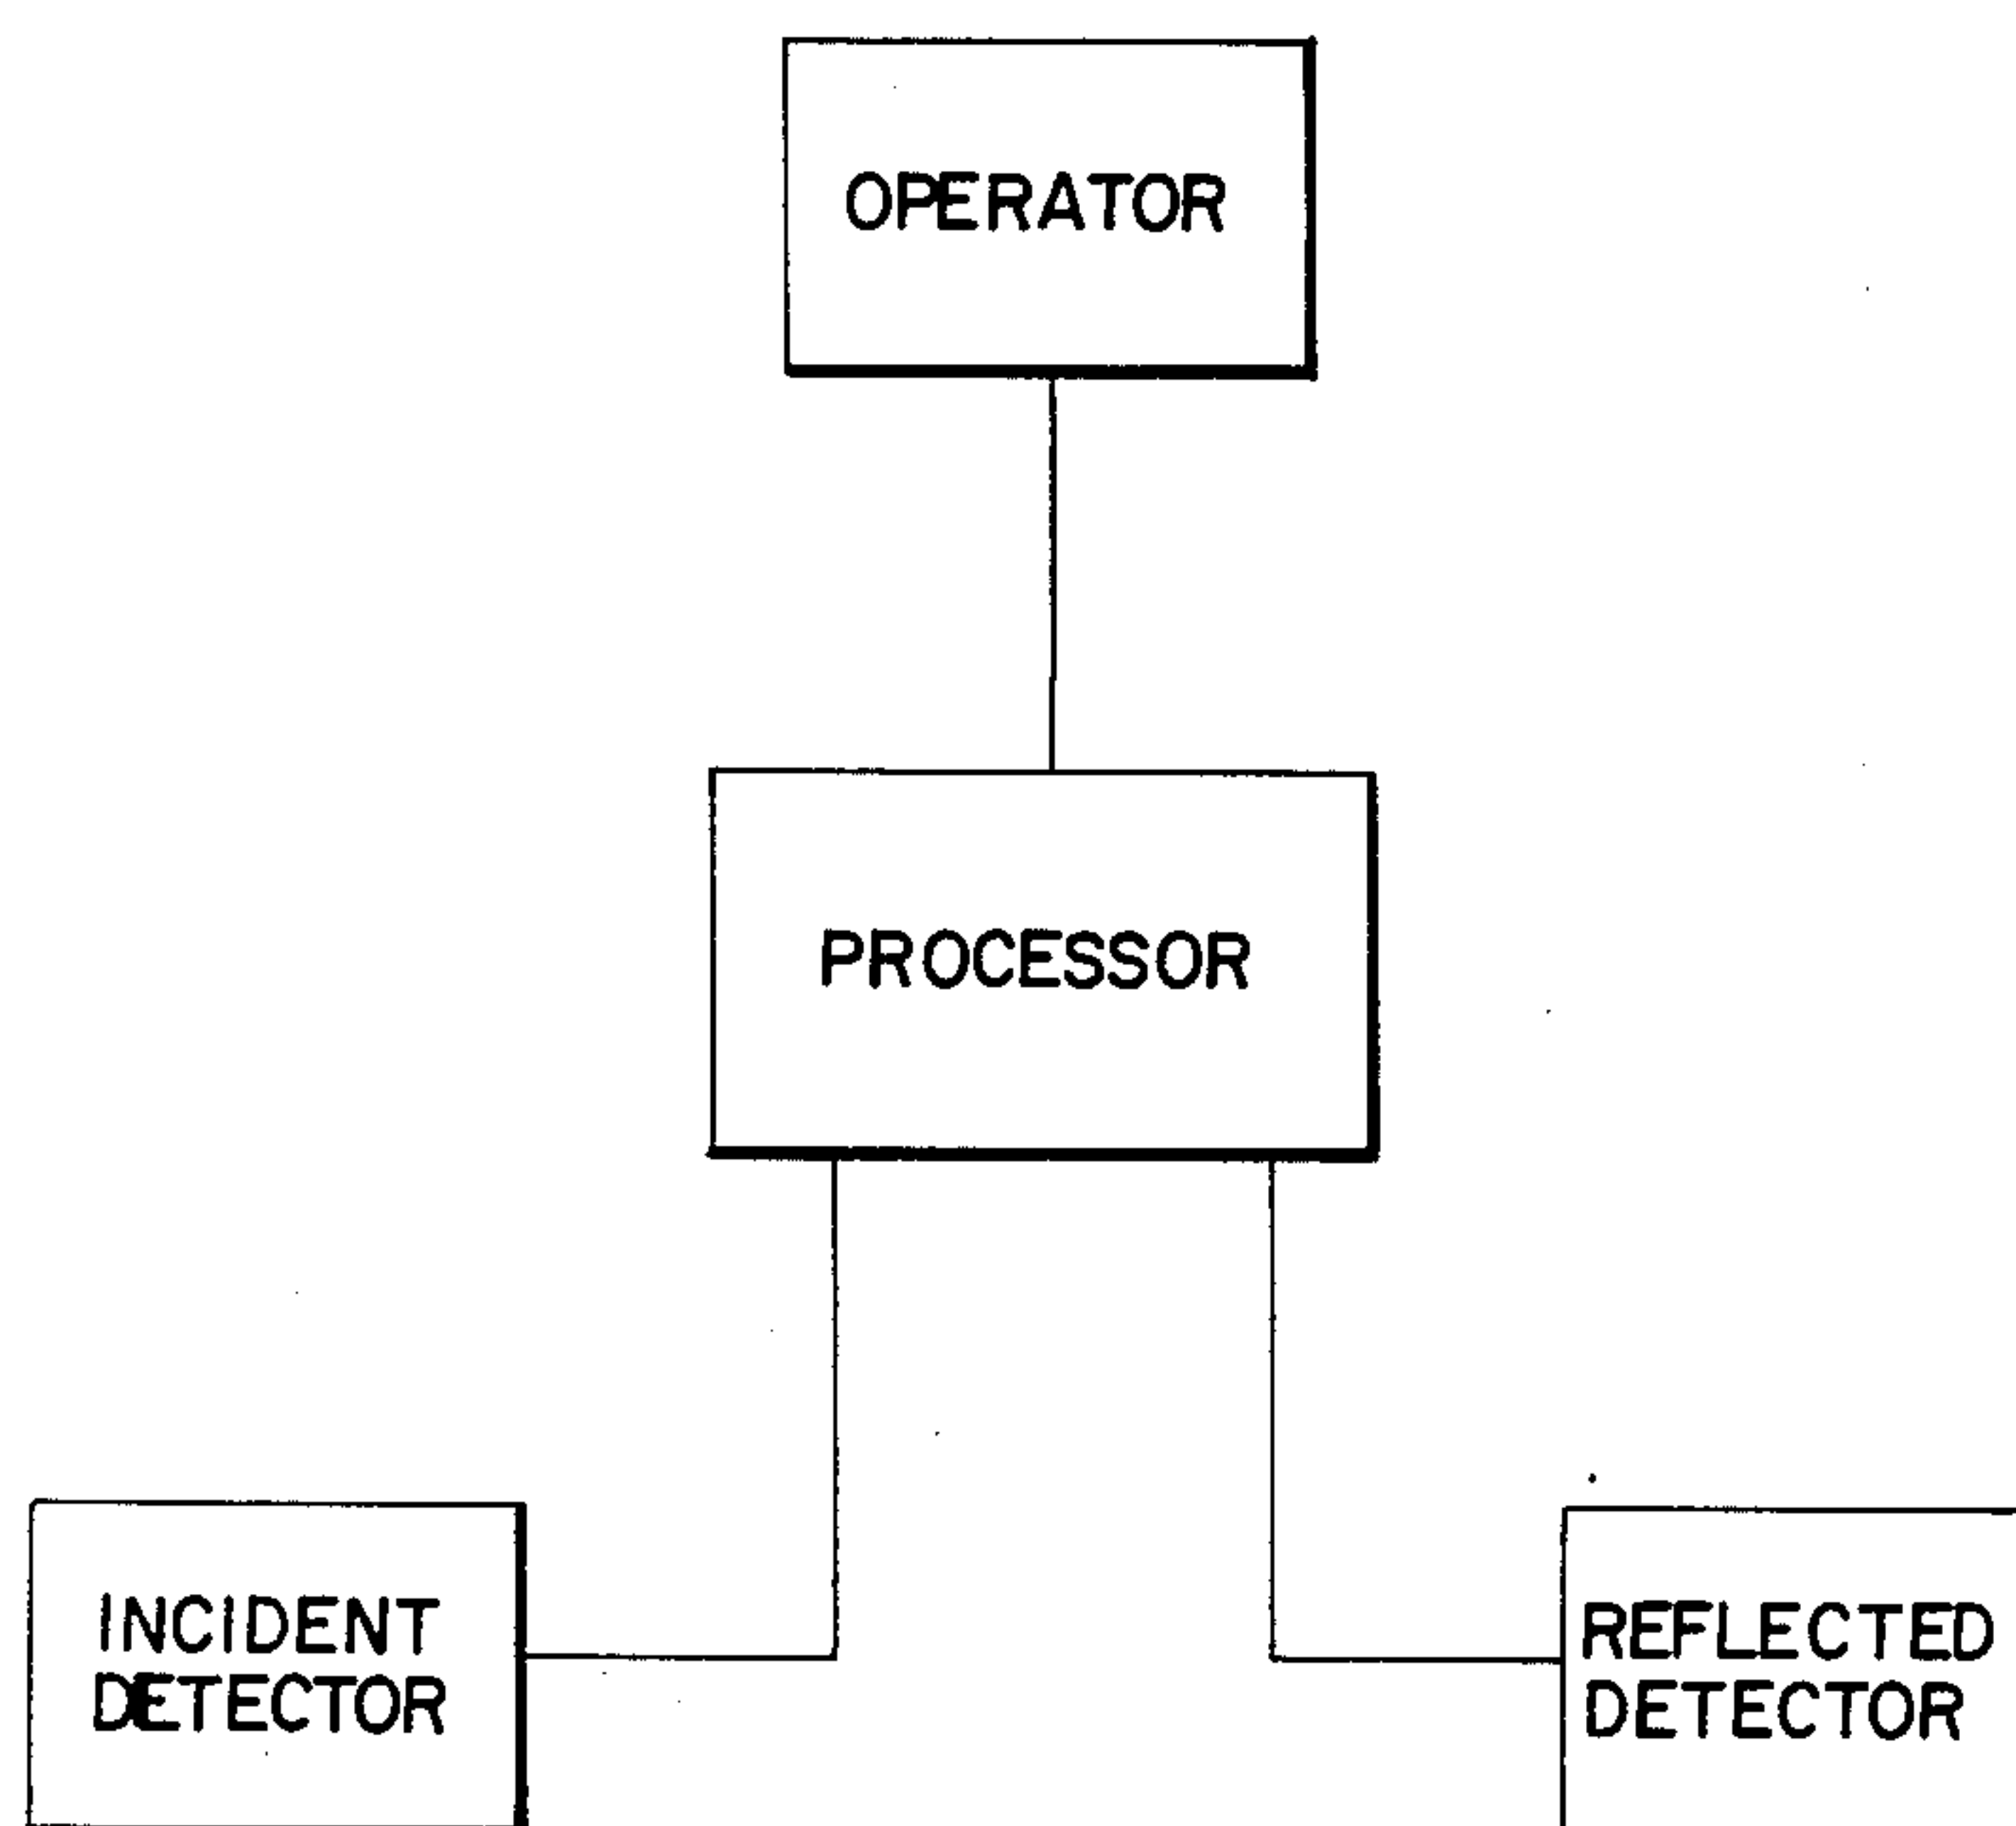 OPERATOR
PROCESSOR
INCIDENT
DETECTOR
REFLECTED
DETECTOR